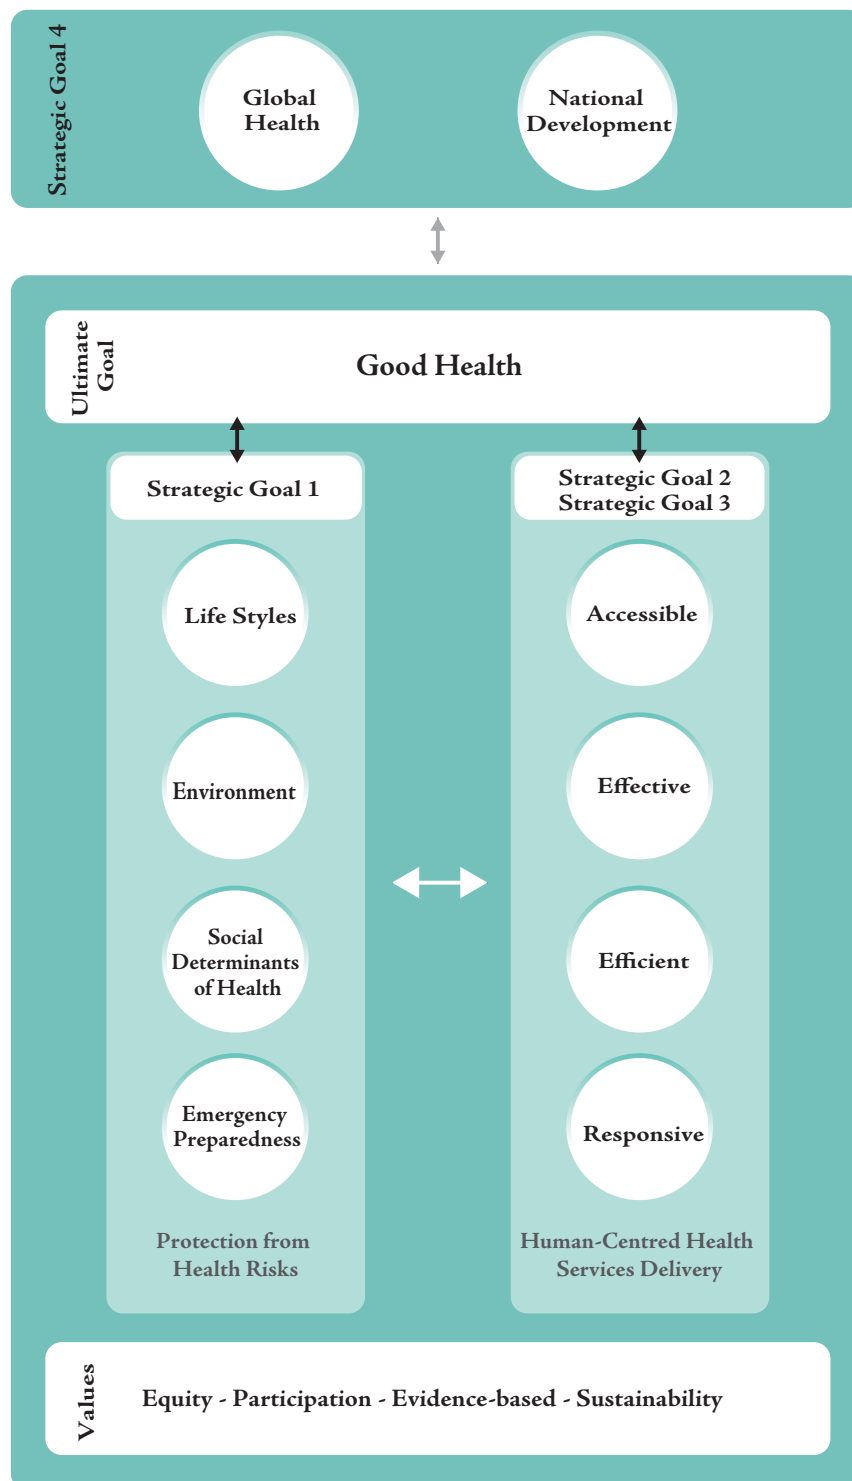 Strategic Goal 4
Global
Health
National
Development
Ultimate
Goal
Good Health
Strategic Goal 1
Life Styles
Environment
Social
Determinants
of Health
Emergency
Preparedness
Protection from
Health Risks
Strategic Goal 2
Strategic Goal 3
Accessible
Effective
Efficient
Responsive
Human-Centred Health
Services Delivery
Values
Equity - Participation - Evidence-based - Sustainability